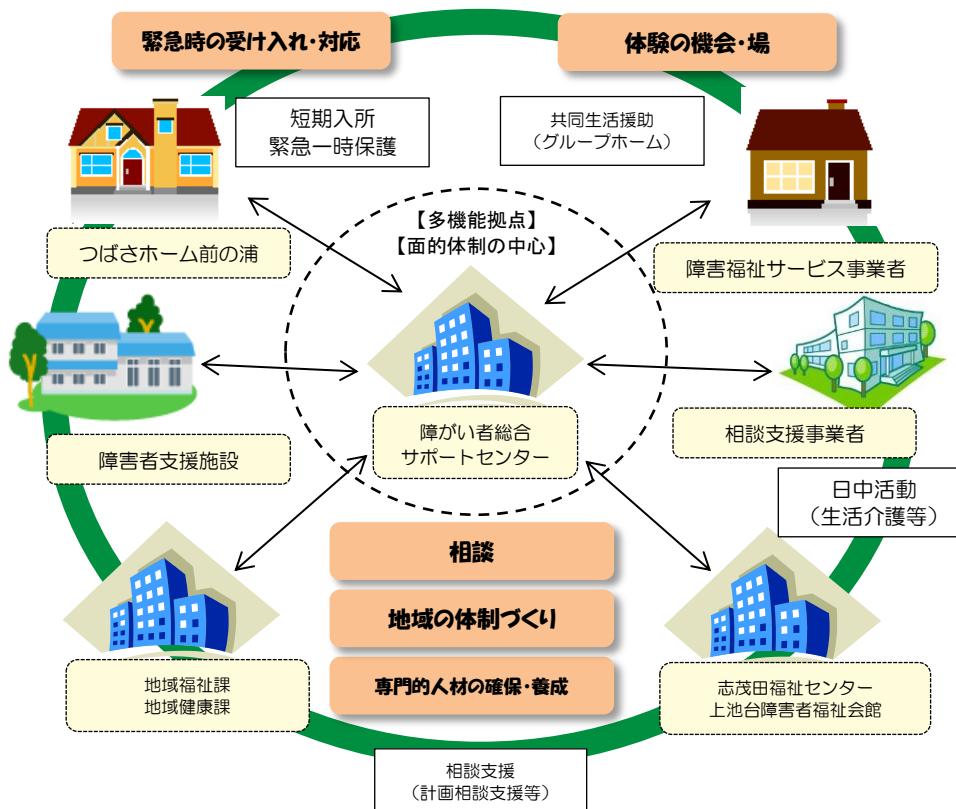 緊急時の受け入れ・対応
体験の機会・場
短期入所
緊急一時保護
共同生活援助
（グループホーム）
【多機能拠点】
【面的体制の中心】
つばさホーム前の浦
障害福祉サービス事業者
障がい者総合
サポートセンター
障害者支援施設
相談支援事業者
日中活動
（生活介護等）
相談
地域の体制づくり
専門的人材の確保・養成
地域福祉課
地域健康課
志茂田福祉センター
上池台障害者福祉会館
相談支援
（計画相談支援等）